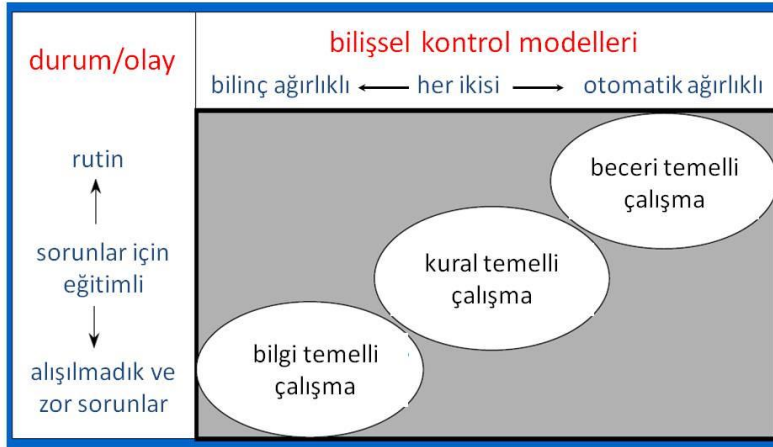 durum/olay
bilişsel kontrol modelleri
bilinç ağırlıklı
her ikisi
otomatik ağırlıklı
rutin
beceri temelli
çalışma
sorunlar için
eğitimli
kural temelli
çalışma
alışılmadık ve
zor sorunlar
bilgi temelli
çalışma